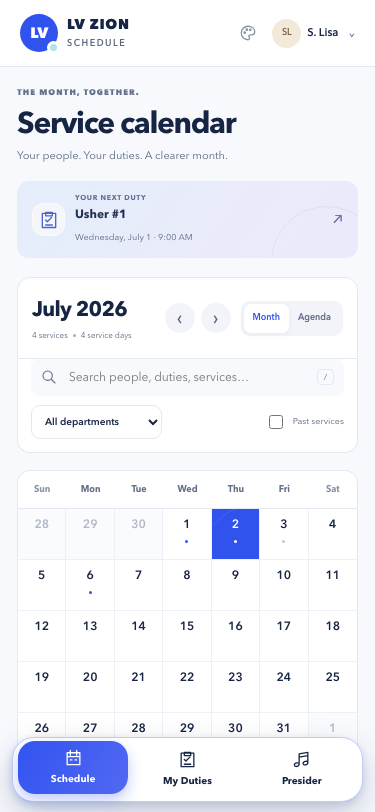 LV
LV ZION
SCHEDULE
SL
S. Lisa
THE MONTH, TOGETHER.
Service calendar
Your people. Your duties. A clearer month.
YOUR NEXT DUTY
Usher #1
Wednesday, July 1 · 9:00 AM
July 2026
4 services • 4 service days
Month
Agenda
Search people, duties, services…
/
All departments
Past services
Sun Mon Tue Wed Thu Fri Sat
28 29 30 1 2 3 4
5 6 7 8 9 10 11
12 13 14 15 16 17 18
19 20 21 22 23 24 25
26 27 28 29 30 31 1
Schedule
My Duties
Presider